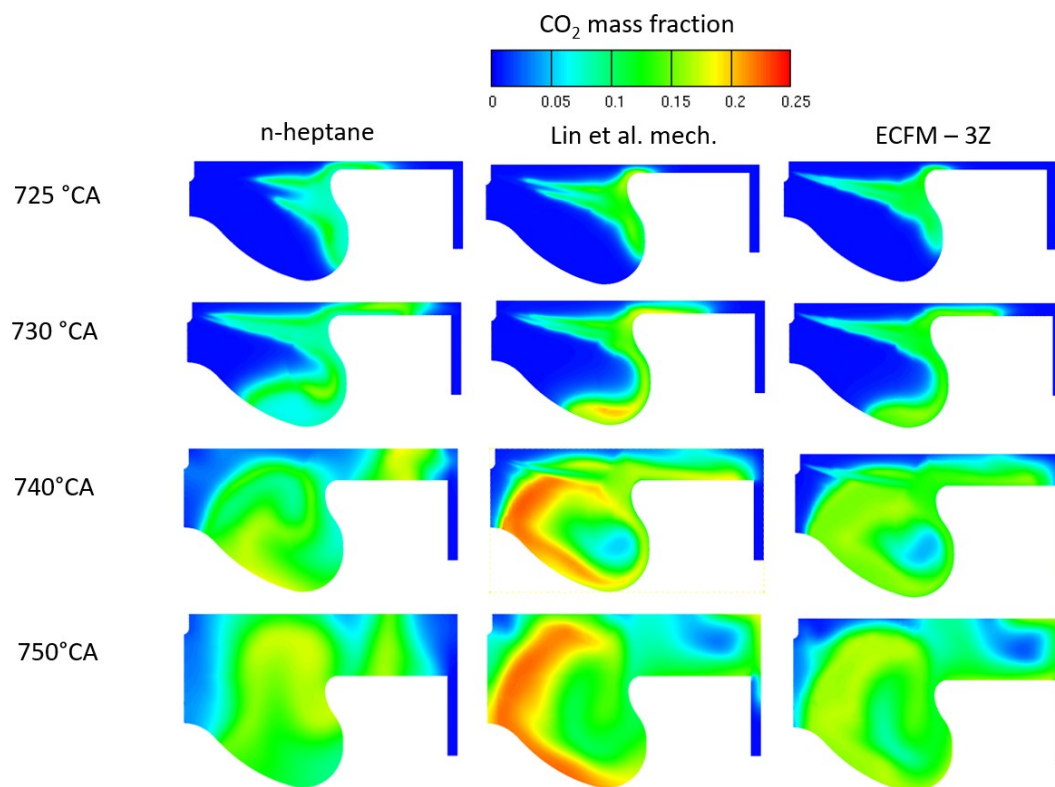 CO₂ mass fraction
0 0.05 0.1 0.15 0.2 0.25
n-heptane Lin et al. mech. ECFM – 3Z
725 °CA
730 °CA
740°CA
750°CA